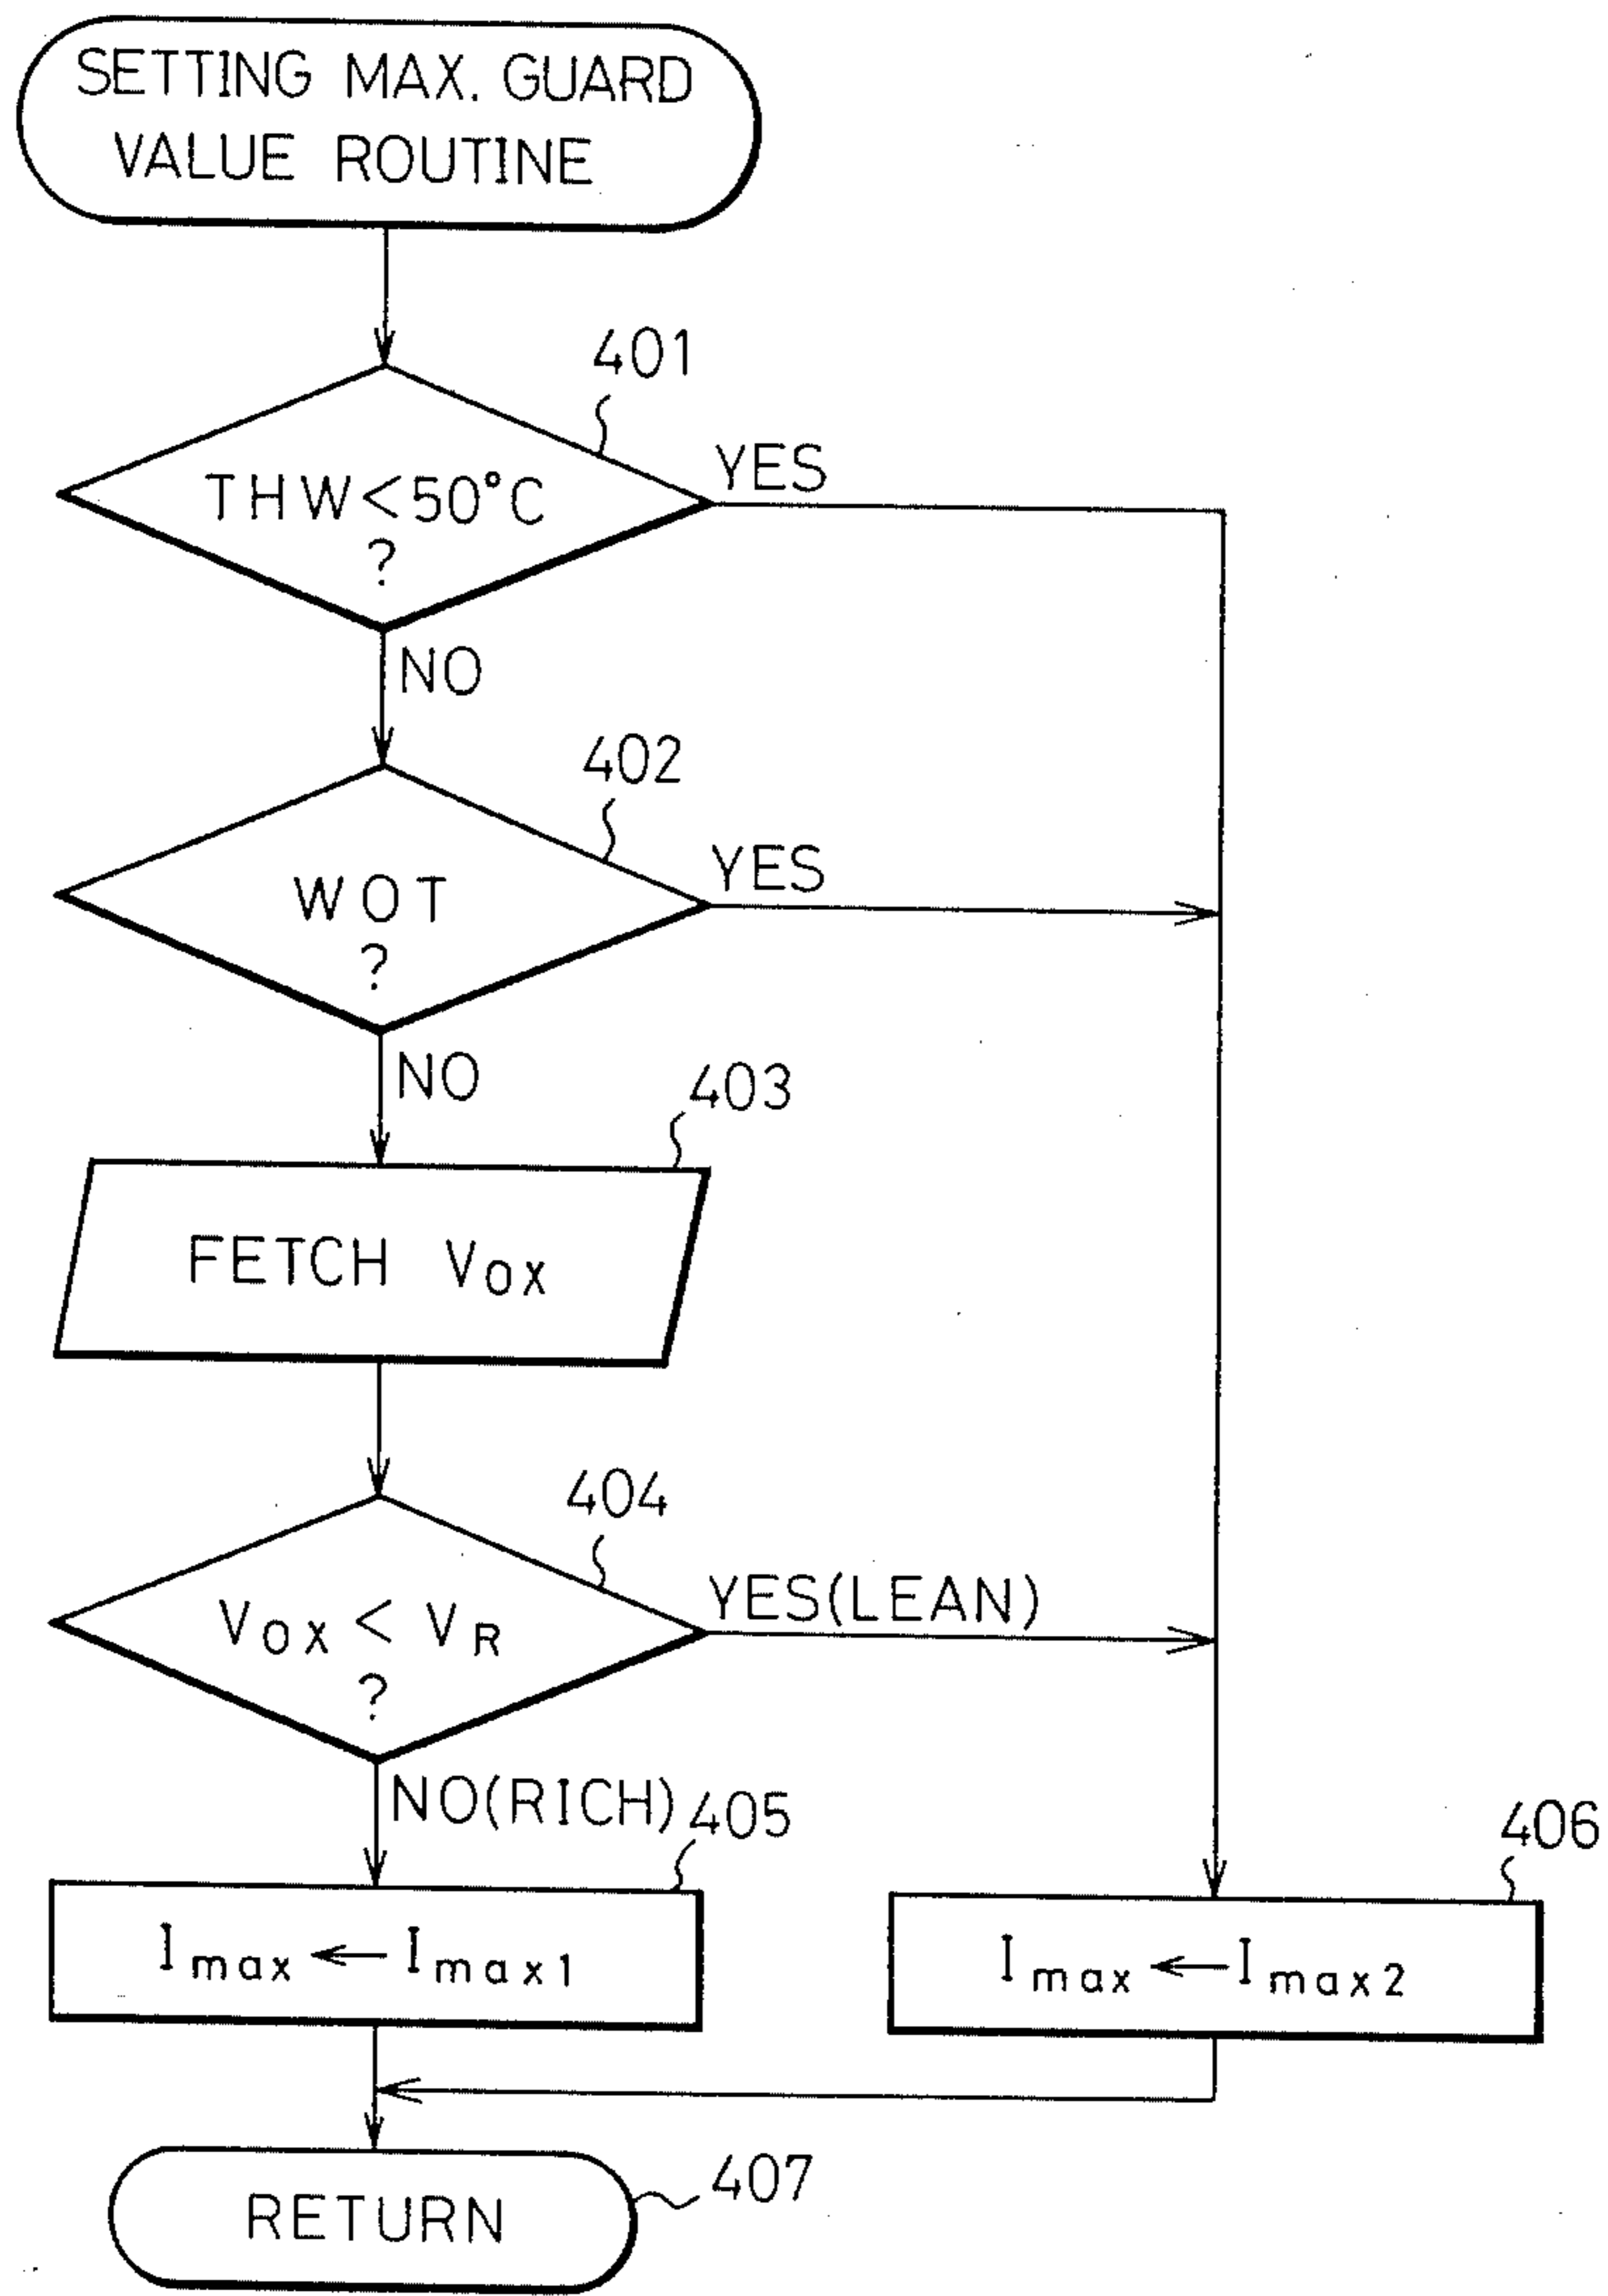 SETTING MAX. GUARD
VALUE ROUTINE
401
THW<50°C
?
YES
NO
402
WOT
?
YES
NO
403
FETCH VOX
404
VOX < VR
?
YES(LEAN)
NO(RICH)
405
Imax ← Imax1
406
Imax ← Imax2
RETURN
407